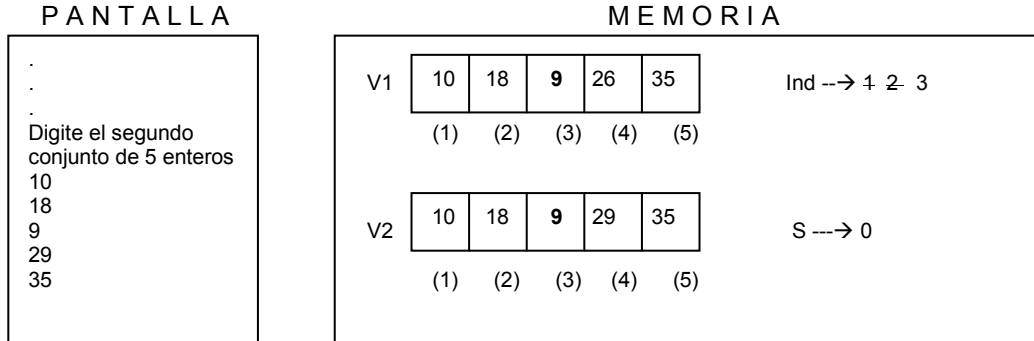 P A N T A L L A
M E M O R I A
.
.
.
Digite el segundo
conjunto de 5 enteros
10
18
9
29
35
V1 10 18 9 26 35 Ind --→ 1 2 3
(1) (2) (3) (4) (5)
V2 10 18 9 29 35 S ---→ 0
(1) (2) (3) (4) (5)